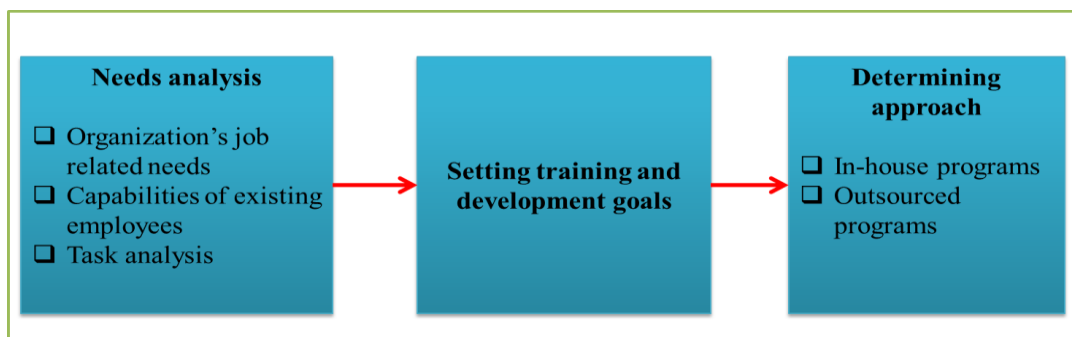 Needs analysis
❑ Organization's job
related needs
❑ Capabilities of existing
employees
❑ Task analysis
Setting training and
development goals
Determining
approach
❑ In-house programs
❑ Outsourced
programs